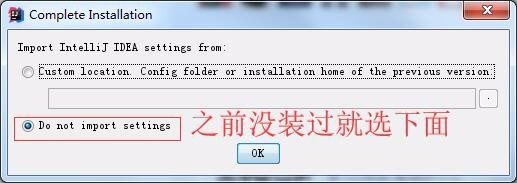 Complete Installation
Import IntelliJ IDEA settings from:
Custom location. Config folder or installation home of the previous version:
Do not import settings
之前没装过就选下面
OK